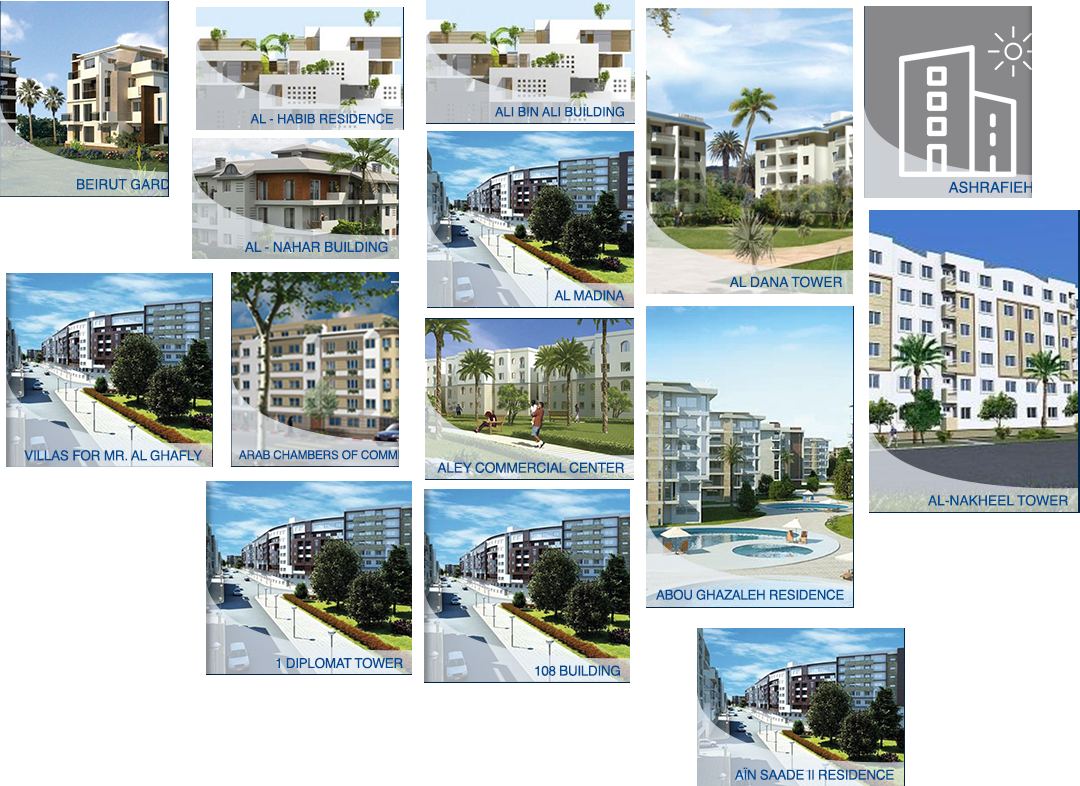 BEIRUT GARD
AL - HABIB RESIDENCE
ALI BIN ALI BUILDING
AL DANA TOWER
ASHRAFIEH
AL - NAHAR BUILDING
AL MADINA
AL-NAKHEEL TOWER
VILLAS FOR MR. AL GHAFLY
ARAB CHAMBERS OF COMM
ALEY COMMERCIAL CENTER
ABOU GHAZALEH RESIDENCE
1 DIPLOMAT TOWER
108 BUILDING
AÏN SAADE II RESIDENCE